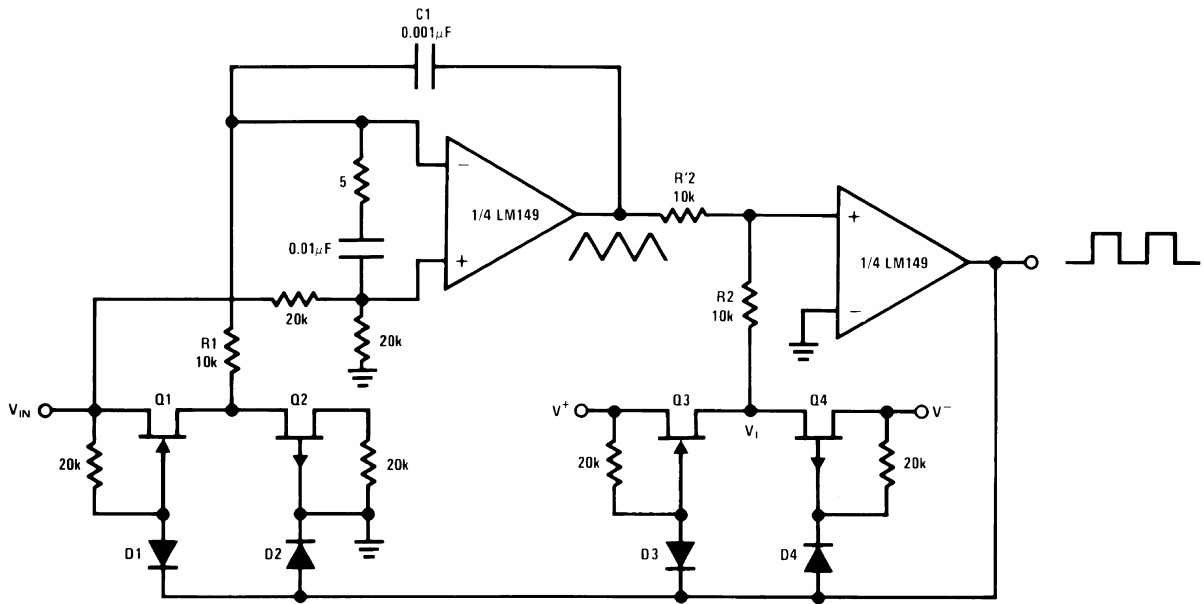 C1
0.001μF
5
0.01μF
−
+
1/4 LM149
R'2
10k
+
−
1/4 LM149
20k
20k
R2
10k
R1
10k
VIN
Q1
Q2
20k
20k
D1
D2
V+
Q3
VI
Q4
V−
20k
20k
D3
D4